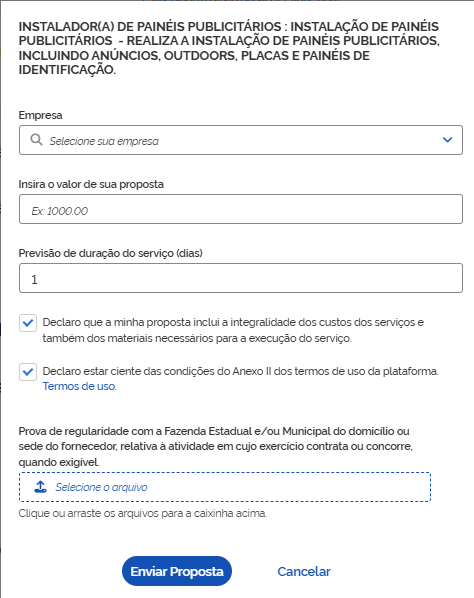 INSTALADOR(A) DE PAINÉIS PUBLICITÁRIOS : INSTALAÇÃO DE PAINÉIS
PUBLICITÁRIOS - REALIZA A INSTALAÇÃO DE PAINÉIS PUBLICITÁRIOS,
INCLUINDO ANÚNCIOS, OUTDOORS, PLACAS E PAINÉIS DE
IDENTIFICAÇÃO.
Empresa
Selecione sua empresa
Insira o valor de sua proposta
Ex: 1000.00
Previsão de duração do serviço (dias)
1
Declaro que a minha proposta inclui a integralidade dos custos dos serviços e
também dos materiais necessários para a execução do serviço.
Declaro estar ciente das condições do Anexo II dos termos de uso da plataforma.
Termos de uso.
Prova de regularidade com a Fazenda Estadual e/ou Municipal do domicílio ou
sede do fornecedor, relativa à atividade em cujo exercício contrata ou concorre,
quando exigível.
Selecione o arquivo
Clique ou arraste os arquivos para a caixinha acima.
Enviar Proposta
Cancelar